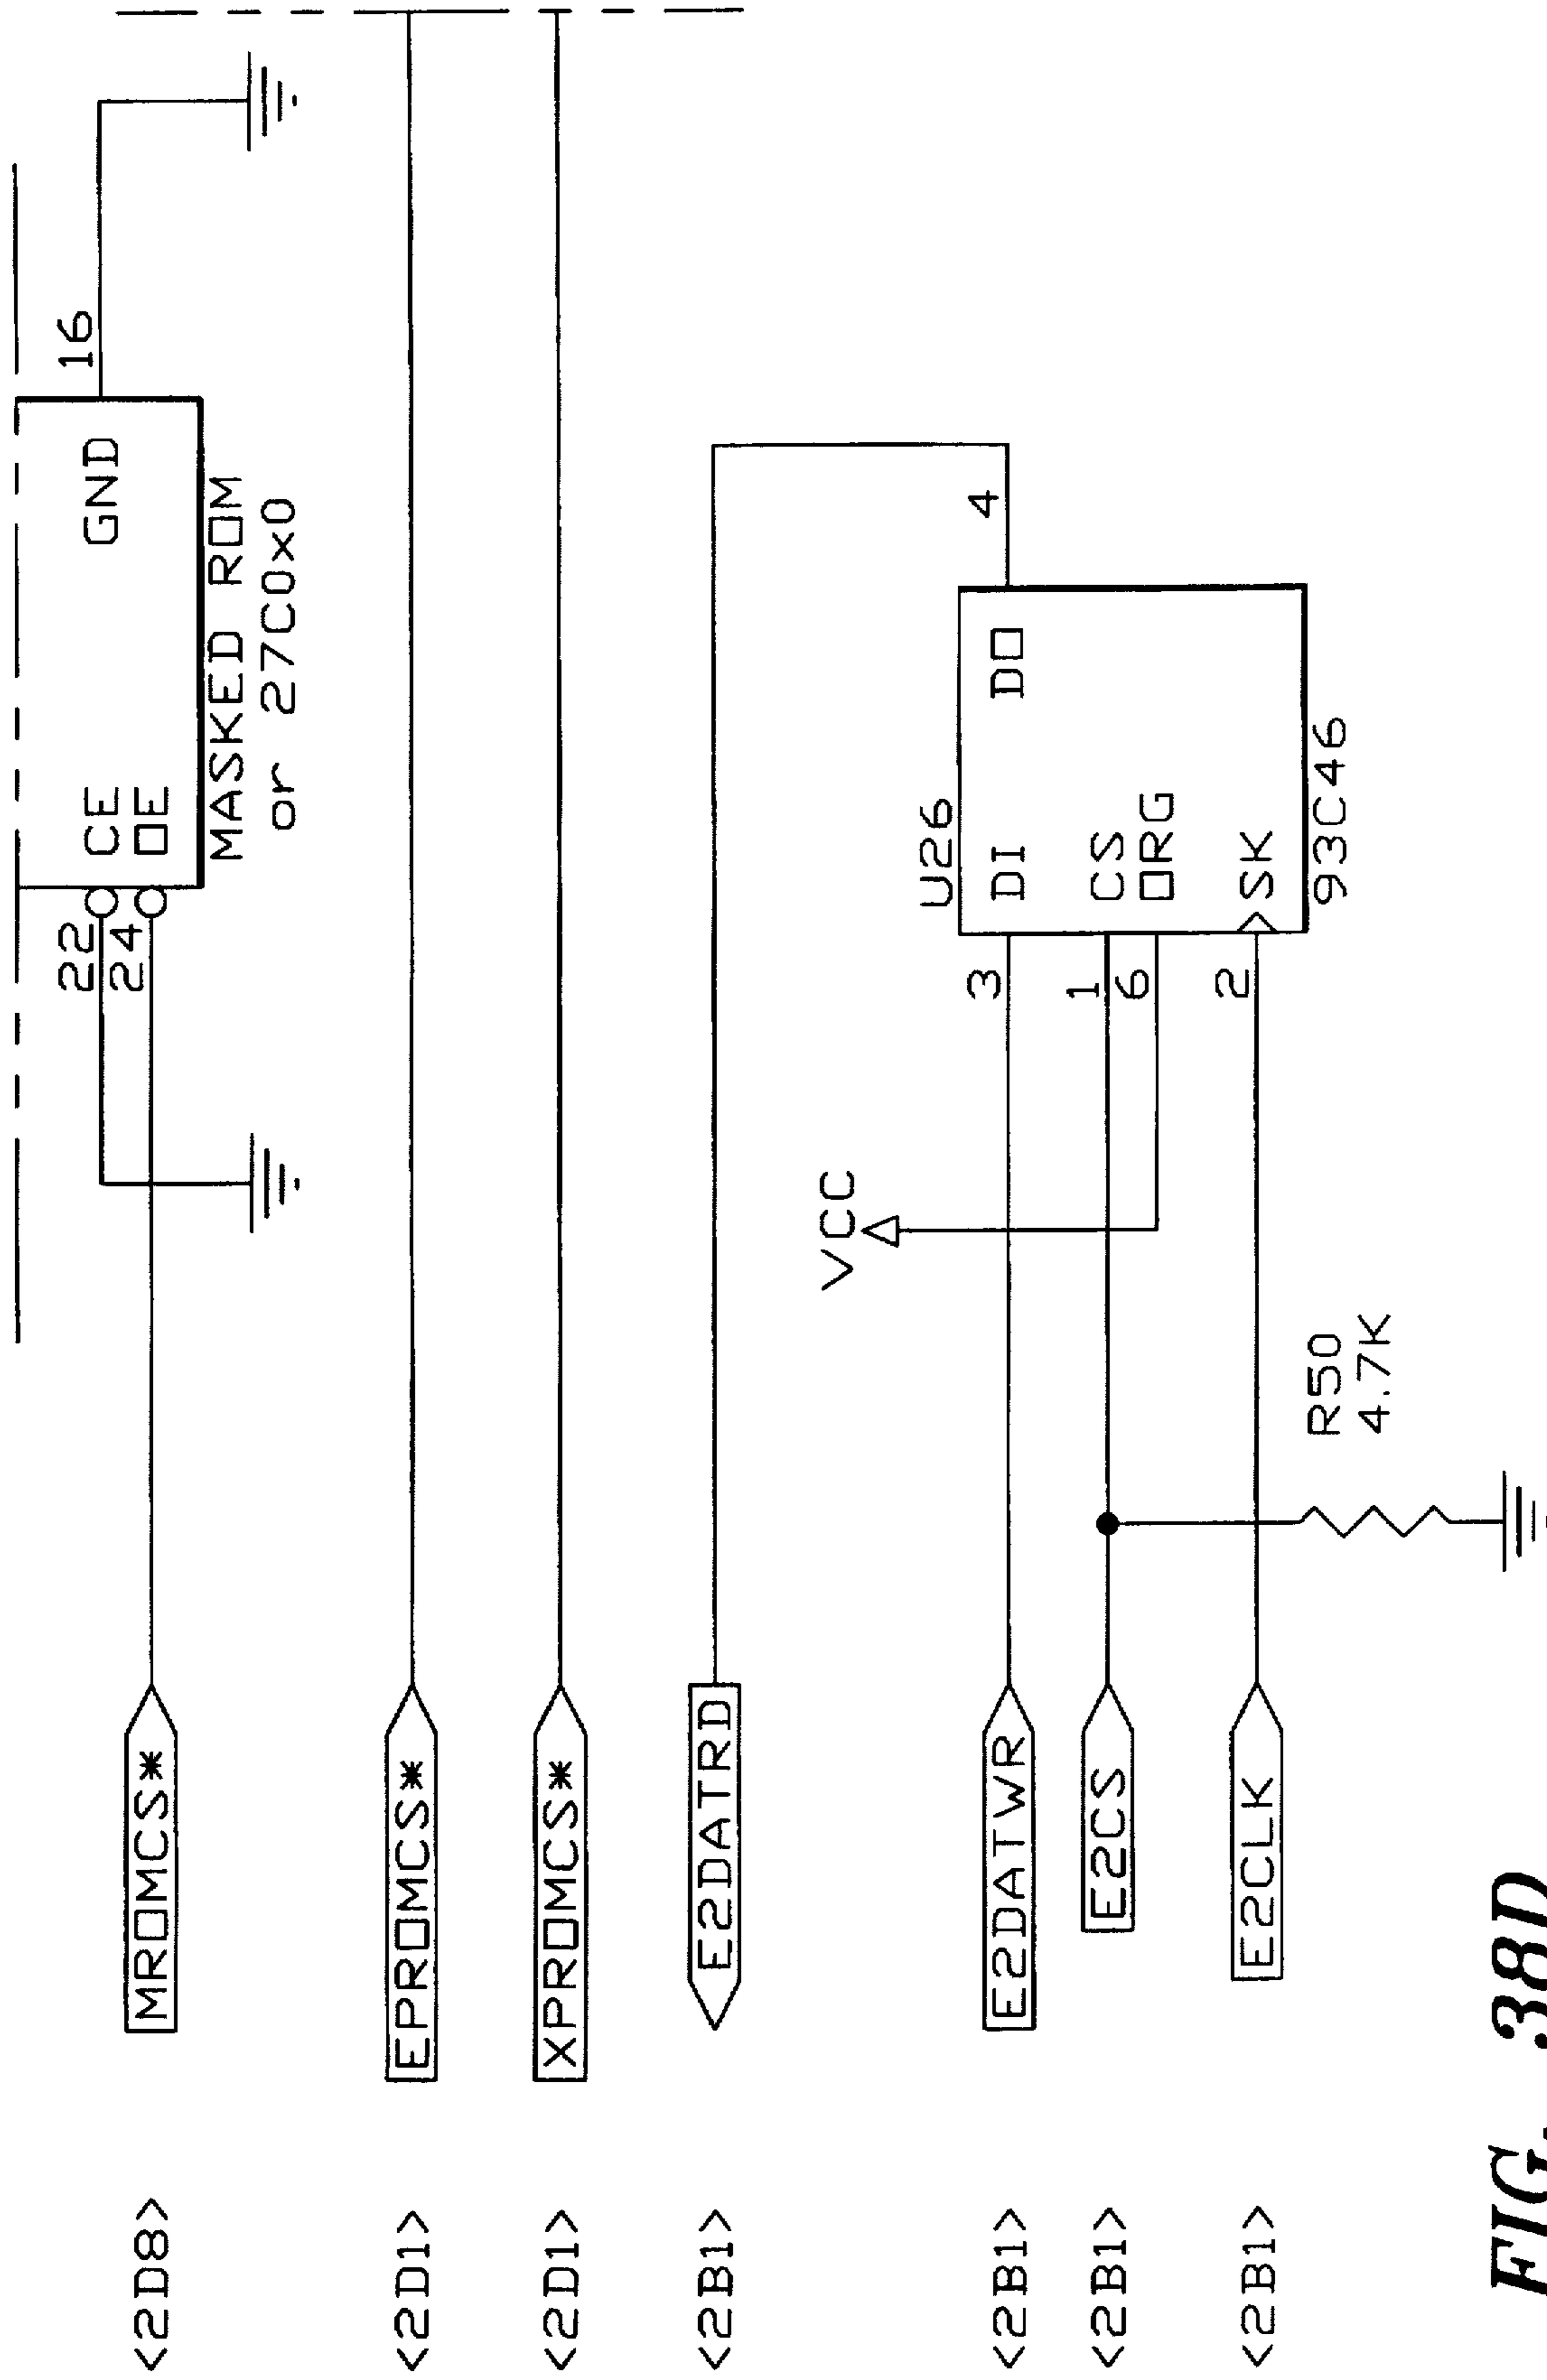 <2D8>
MROMCS*
22
24
CE
OE
GND
16
MASKED ROM
or 27C0x0
<2D1>
EPROMCS*
<2D1>
XPROMCS*
<2B1>
E2DATRD
VCC
U26
4
<2B1>
E2DATWR
3
DI
DO
<2B1>
E2CS
1
CS
6
ORG
<2B1>
E2CLK
2
SK
93C46
R50
4.7K
FIG. 38D